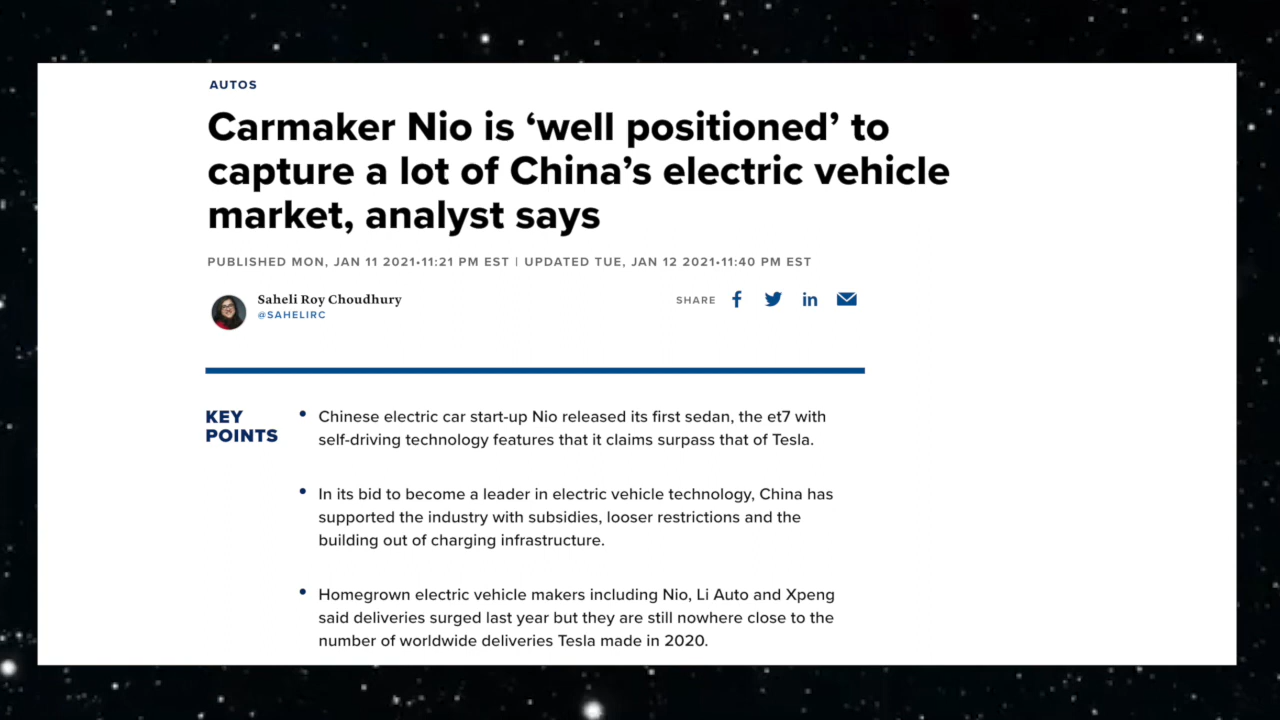 AUTOS
Carmaker Nio is ‘well positioned’ to
capture a lot of China’s electric vehicle
market, analyst says
PUBLISHED MON, JAN 11 2021•11:21 PM EST | UPDATED TUE, JAN 12 2021•11:40 PM EST
Saheli Roy Choudhury
@SAHELIRC
SHARE
KEY
POINTS
• Chinese electric car start-up Nio released its first sedan, the et7 with
self-driving technology features that it claims surpass that of Tesla.
• In its bid to become a leader in electric vehicle technology, China has
supported the industry with subsidies, looser restrictions and the
building out of charging infrastructure.
• Homegrown electric vehicle makers including Nio, Li Auto and Xpeng
said deliveries surged last year but they are still nowhere close to the
number of worldwide deliveries Tesla made in 2020.